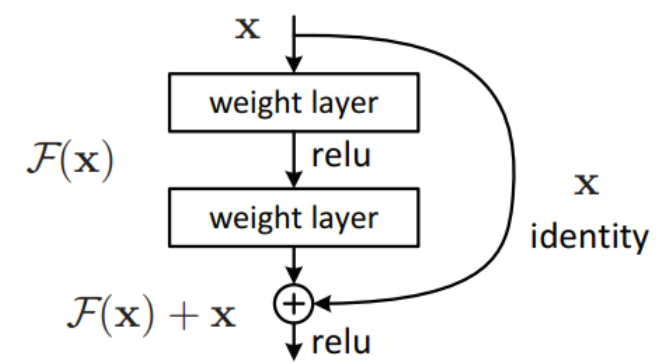 x
weight layer
relu
F(x)
x
weight layer
identity
F(x) + x
+
relu